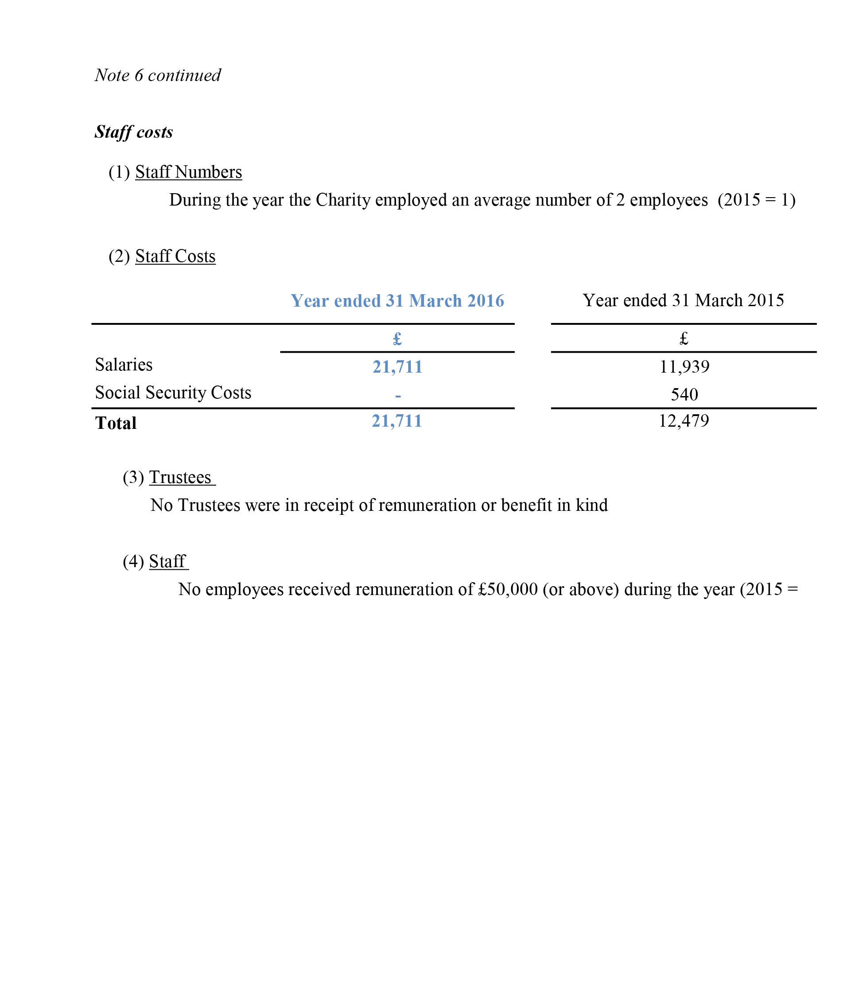 Note 6 continued
Staff costs
(1) Staff Numbers
During the year the Charity employed an average number of 2 employees (2015 = 1)
(2) Staff Costs
Year ended 31 March 2016 Year ended 31 March 2015
£ £
Salaries 21,711 11,939
Social Security Costs - 540
Total 21,711 12,479
(3) Trustees
No Trustees were in receipt of remuneration or benefit in kind
(4) Staff
No employees received remuneration of £50,000 (or above) during the year (2015 =